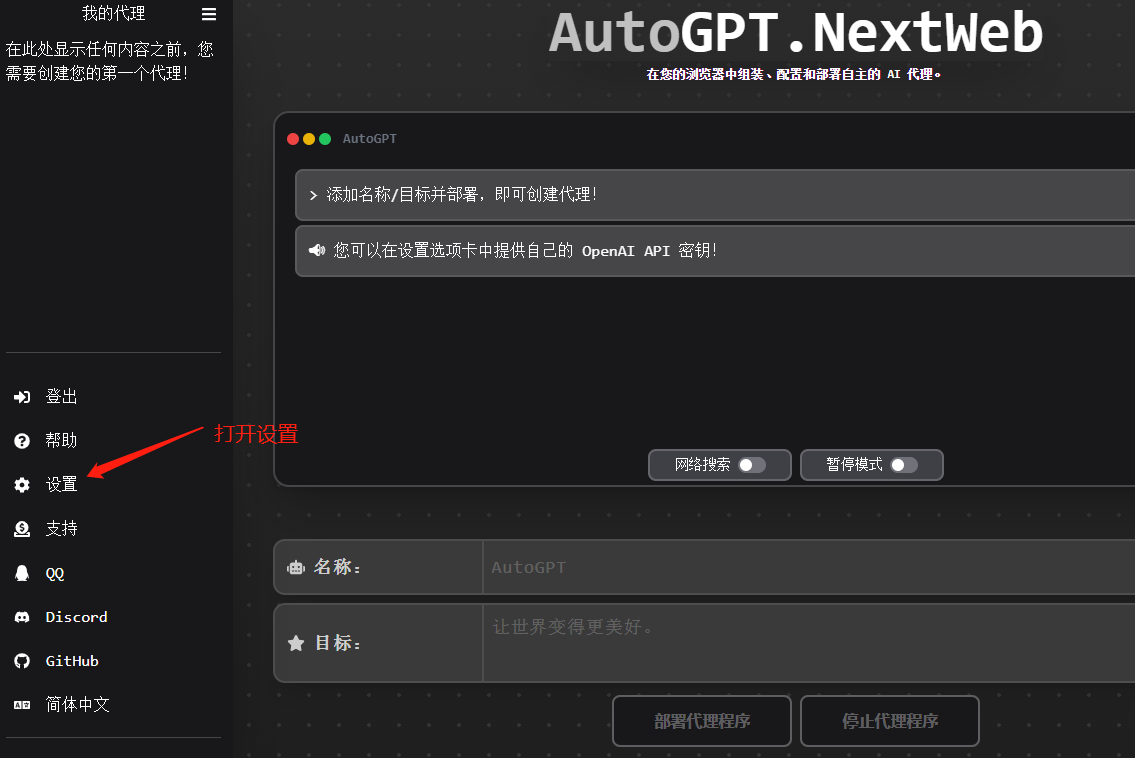 我的代理
在此处显示任何内容之前，您
需要创建您的第一个代理！
登出
帮助
设置
支持
QQ
Discord
GitHub
简体中文
打开设置
AutoGPT.NextWeb
在您的浏览器中组装、配置和部署自主的 AI 代理。
AutoGPT
> 添加名称/目标并部署，即可创建代理！
您可以在设置选项卡中提供自己的 OpenAI API 密钥！
网络搜索
暂停模式
名称：
AutoGPT
目标：
让世界变得更美好。
部署代理程序
停止代理程序